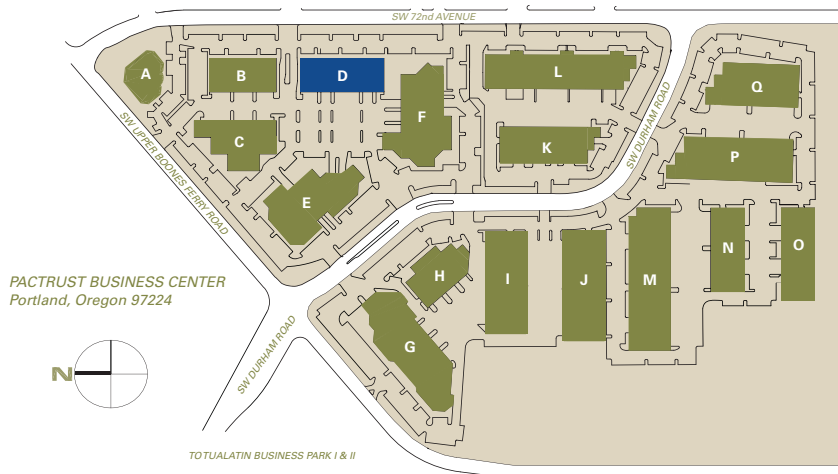 SW 72nd AVENUE
A
B
D
L
Q
F
C
K
P
SW DURHAM ROAD
SW UPPER BOONES FERRY ROAD
E
N
O
H
I
J
M
PACTRUST BUSINESS CENTER
Portland, Oregon 97224
G
N
SW DURHAM ROAD
TOTUALATIN BUSINESS PARK I & II